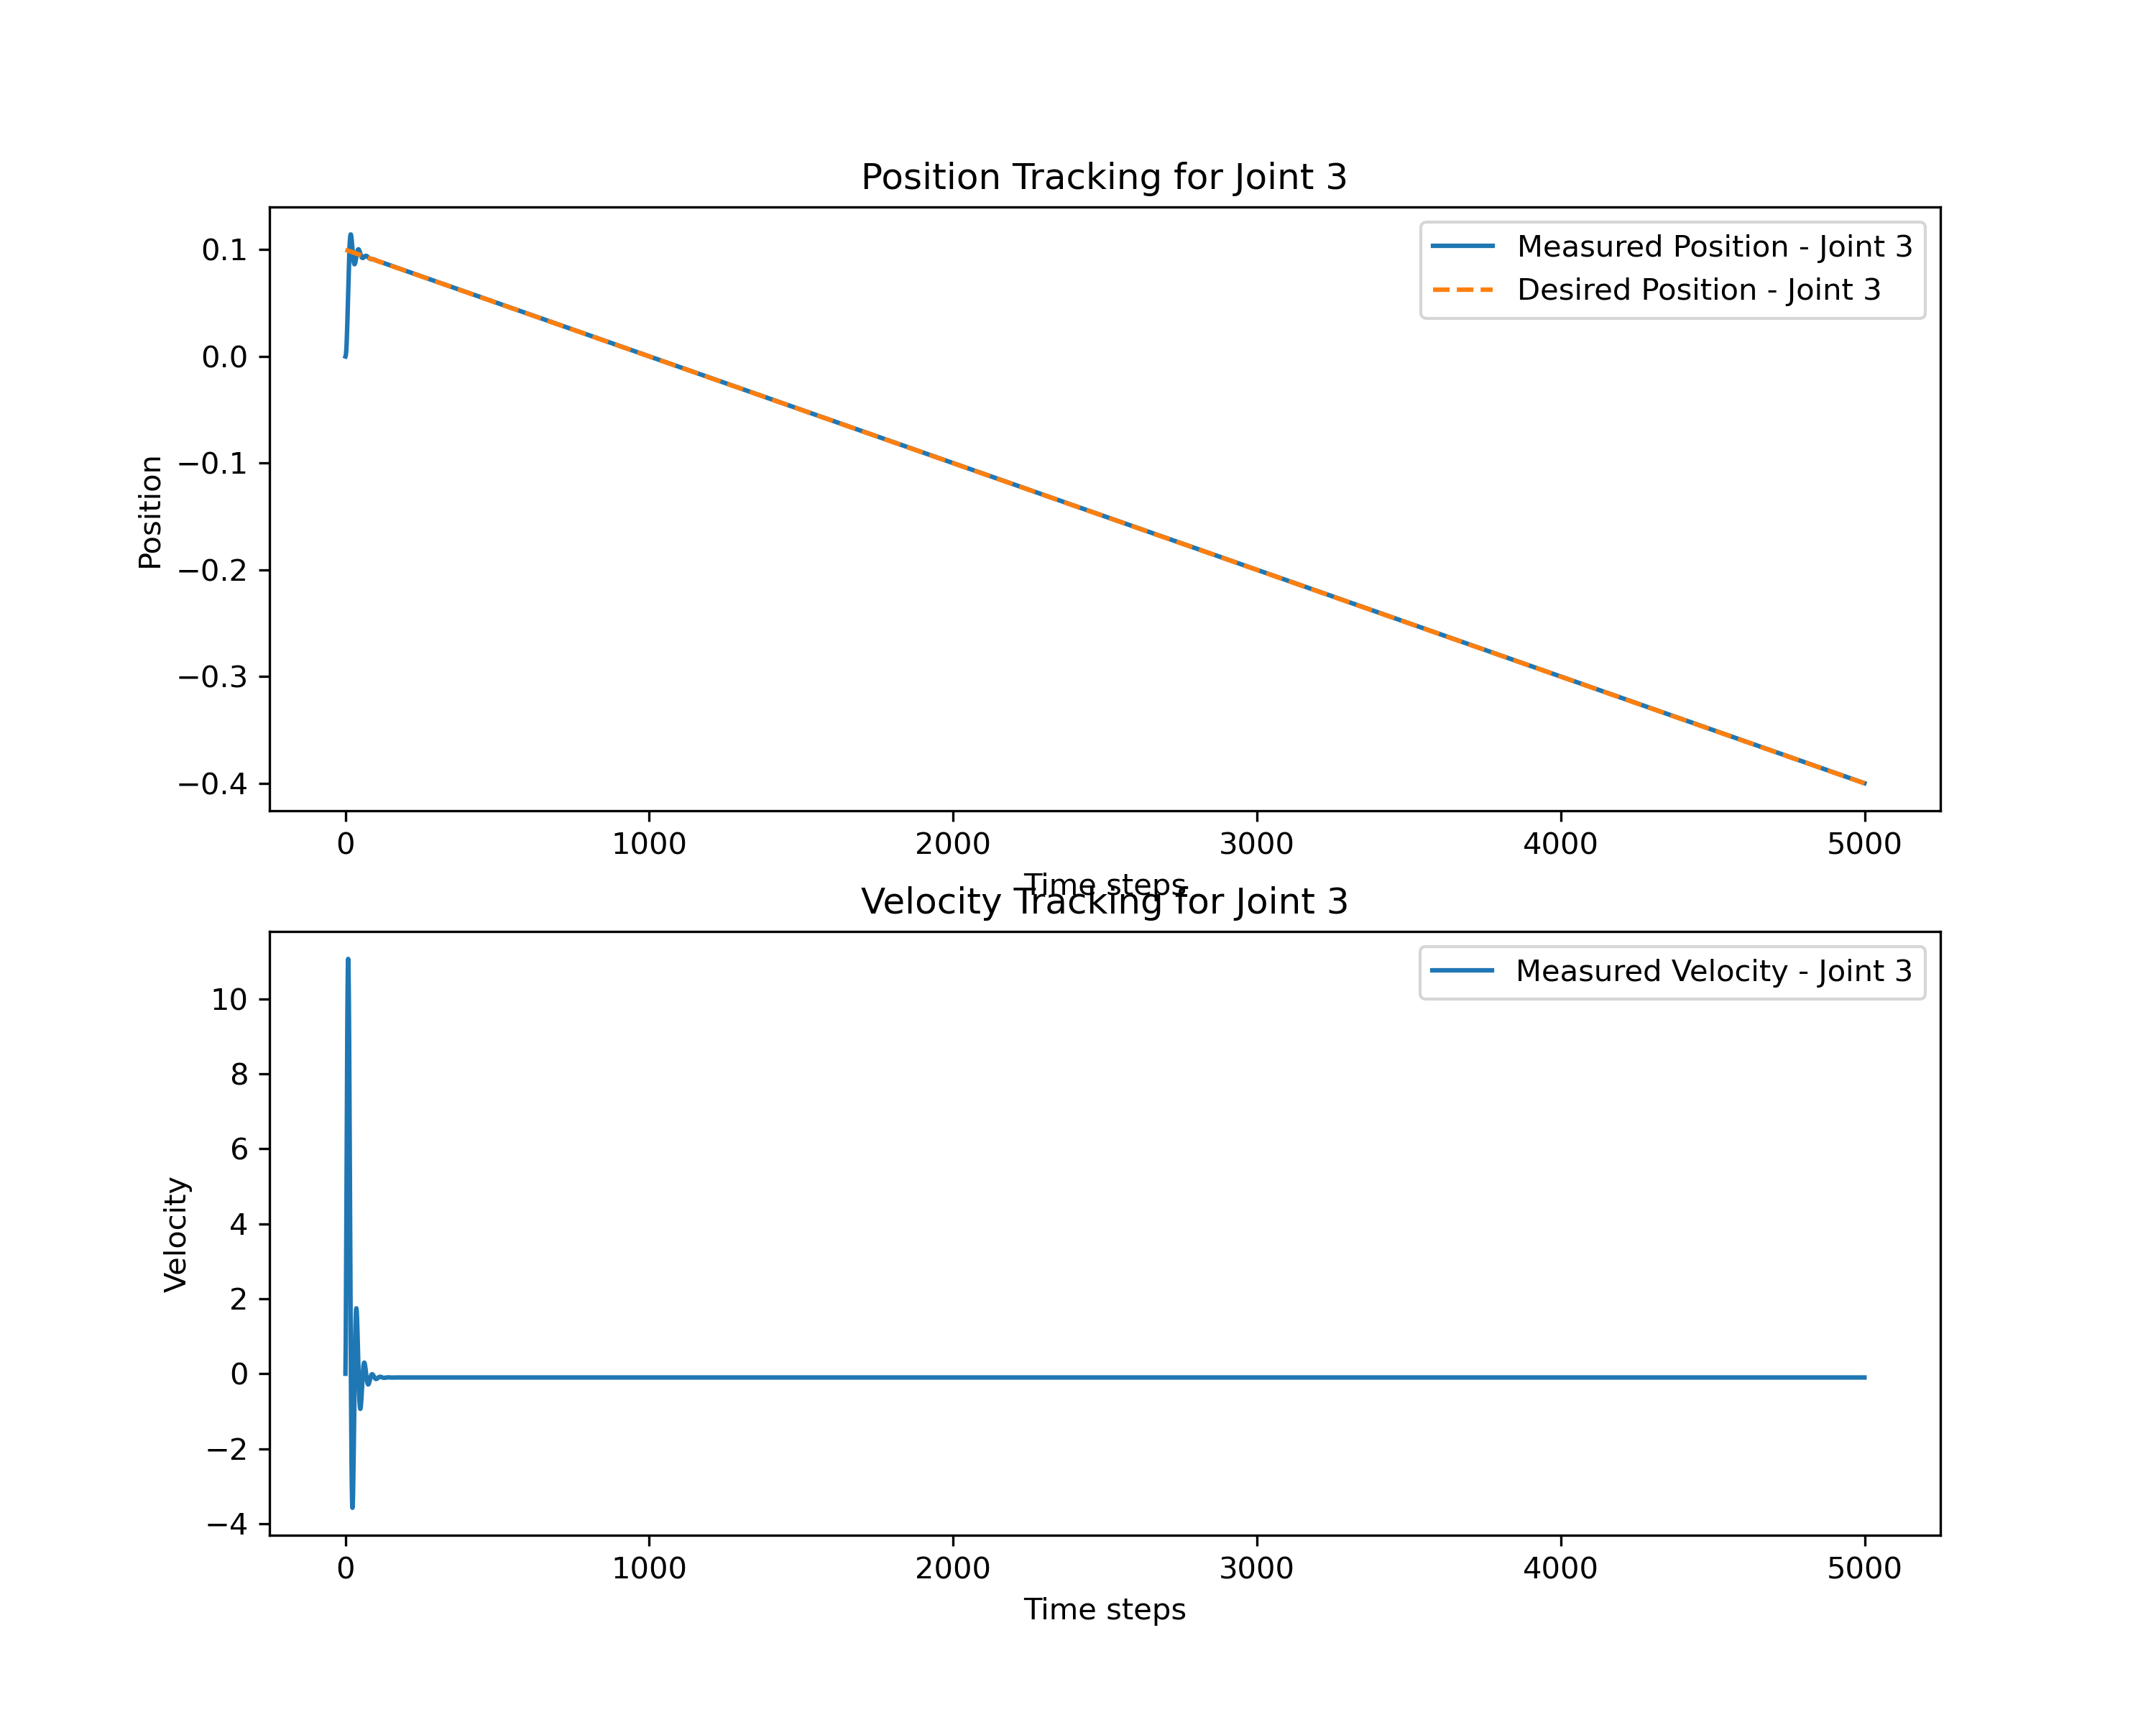 Position Tracking for Joint 3
Measured Position - Joint 3
Desired Position - Joint 3
0.1
0.0
−0.1
−0.2
−0.3
−0.4
Position
0 1000 2000 3000 4000 5000
Time steps
Velocity Tracking for Joint 3
Measured Velocity - Joint 3
10
8
6
4
2
0
−2
−4
Velocity
0 1000 2000 3000 4000 5000
Time steps